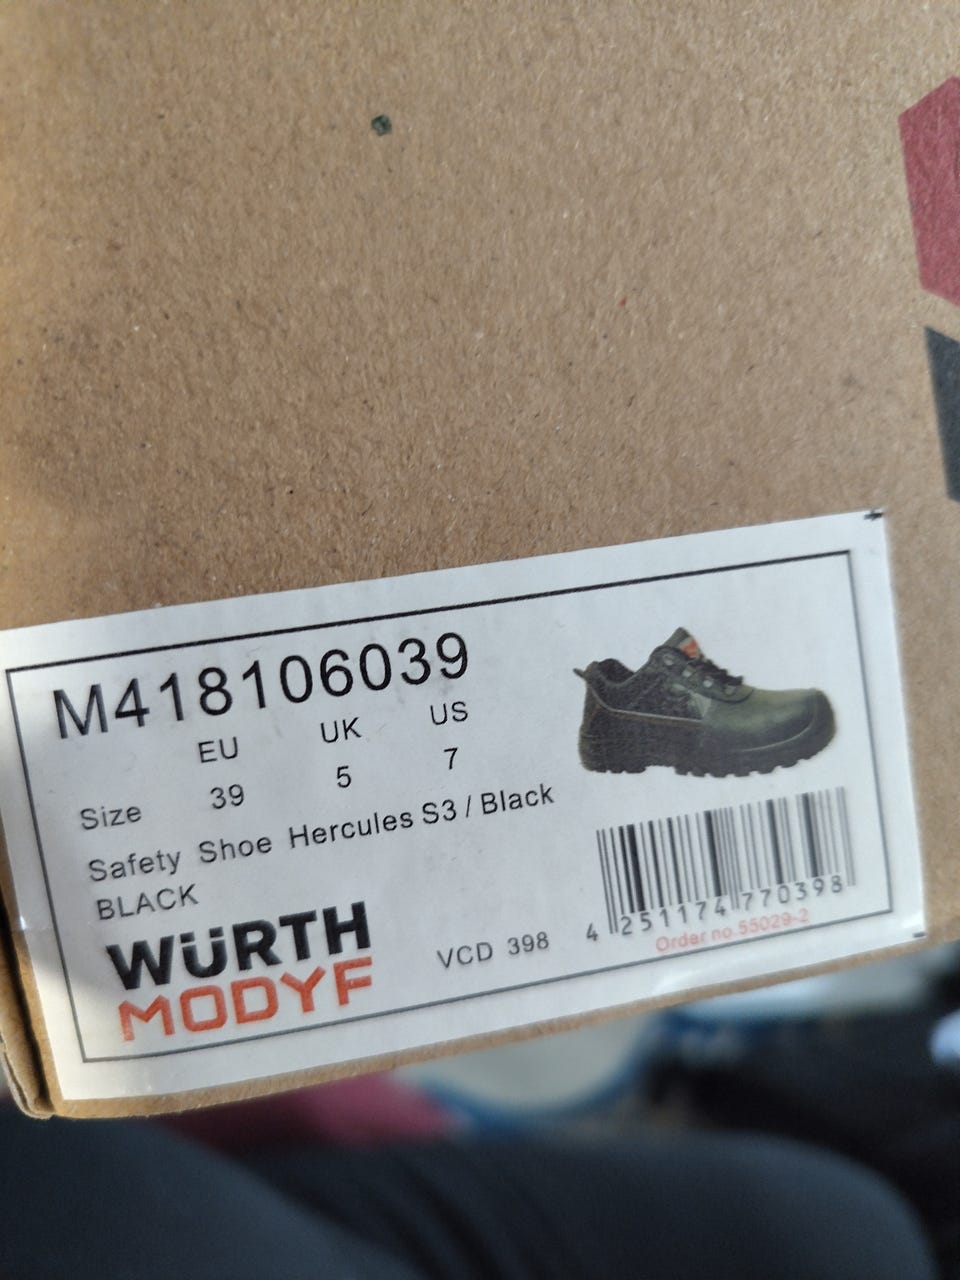 M418106039
EU UK US
Size 39 5 7
Safety Shoe Hercules S3 / Black
BLACK
WÜRTH
MODYF
VCD 398
4 251174 770398
Order no 55029-2